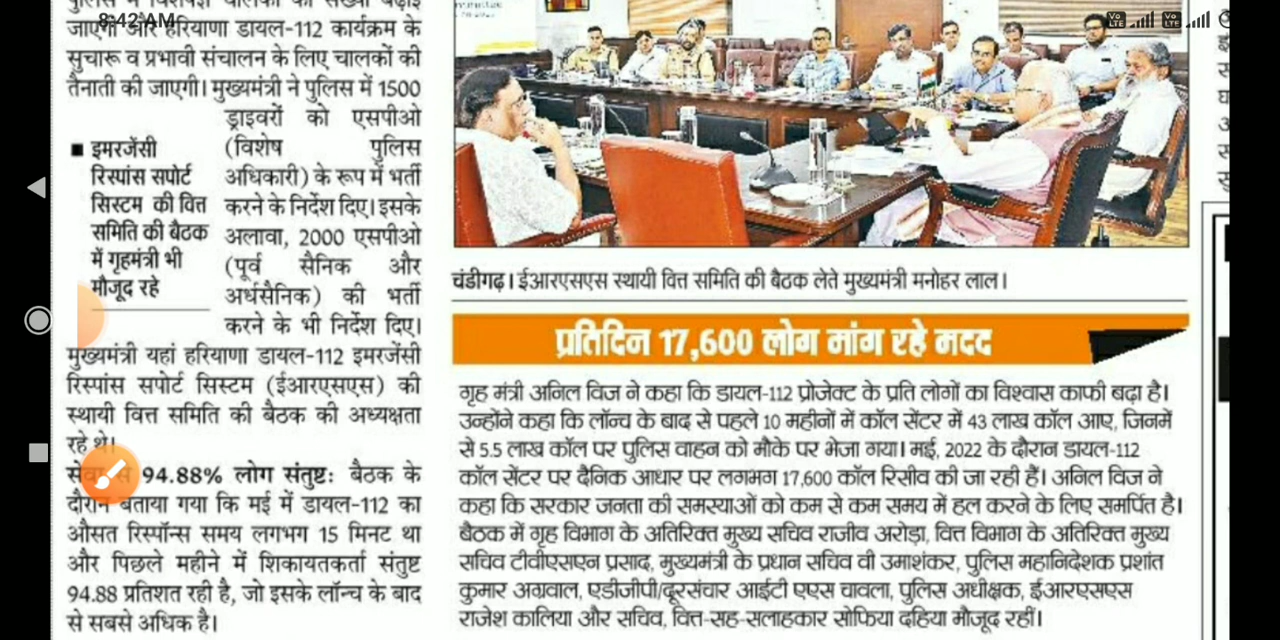 8:42 AM
जाएगी और हरियाणा डायल-112 कार्यक्रम के
सुचारू व प्रभावी संचालन के लिए चालकों की
तैनाती की जाएगी। मुख्यमंत्री ने पुलिस में 1500
ड्राइवरों को एसपीओ
(विशेष पुलिस
अधिकारी) के रूप में भर्ती
करने के निर्देश दिए। इसके
अलावा, 2000 एसपीओ
(पूर्व सैनिक और
अर्धसैनिक) की भर्ती
करने के भी निर्देश दिए।
■ इमरजेंसी
रिस्पांस सपोर्ट
सिस्टम की वित्त
समिति की बैठक
में गृहमंत्री भी
मौजूद रहे
मुख्यमंत्री यहां हरियाणा डायल-112 इमरजेंसी
रिस्पांस सपोर्ट सिस्टम (ईआरएसएस) की
स्थायी वित्त समिति की बैठक की अध्यक्षता
रहे थे।
94.88% लोग संतुष्ट: बैठक के
दौरान बताया गया कि मई में डायल-112 का
औसत रिस्पॉन्स समय लगभग 15 मिनट था
और पिछले महीने में शिकायतकर्ता संतुष्ट
94.88 प्रतिशत रही है, जो इसके लॉन्च के बाद
से सबसे अधिक है।
चंडीगढ़। ईआरएसएस स्थायी वित्त समिति की बैठक लेते मुख्यमंत्री मनोहर लाल।
प्रतिदिन 17,600 लोग मांग रहे मदद
गृह मंत्री अनिल विज ने कहा कि डायल-112 प्रोजेक्ट के प्रति लोगों का विश्वास काफी बढ़ा है।
उन्होंने कहा कि लॉन्च के बाद से पहले 10 महीनों में कॉल सेंटर में 43 लाख कॉल आए, जिनमें
से 5.5 लाख कॉल पर पुलिस वाहन को मौके पर भेजा गया। मई, 2022 के दौरान डायल-112
कॉल सेंटर पर दैनिक आधार पर लगभग 17,600 कॉल रिसीव की जा रही हैं। अनिल विज ने
कहा कि सरकार जनता की समस्याओं को कम से कम समय में हल करने के लिए समर्पित है।
बैठक में गृह विभाग के अतिरिक्त मुख्य सचिव राजीव अरोड़ा, वित्त विभाग के अतिरिक्त मुख्य
सचिव टीवीएसएन प्रसाद, मुख्यमंत्री के प्रधान सचिव वी उमाशंकर, पुलिस महानिदेशक प्रशांत
कुमार अग्रवाल, एडीजीपी/दूरसंचार आईटी एएस चावला, पुलिस अधीक्षक, ईआरएसएस
राजेश कालिया और सचिव, वित्त-सह-सलाहकार सोफिया दहिया मौजूद रहीं।